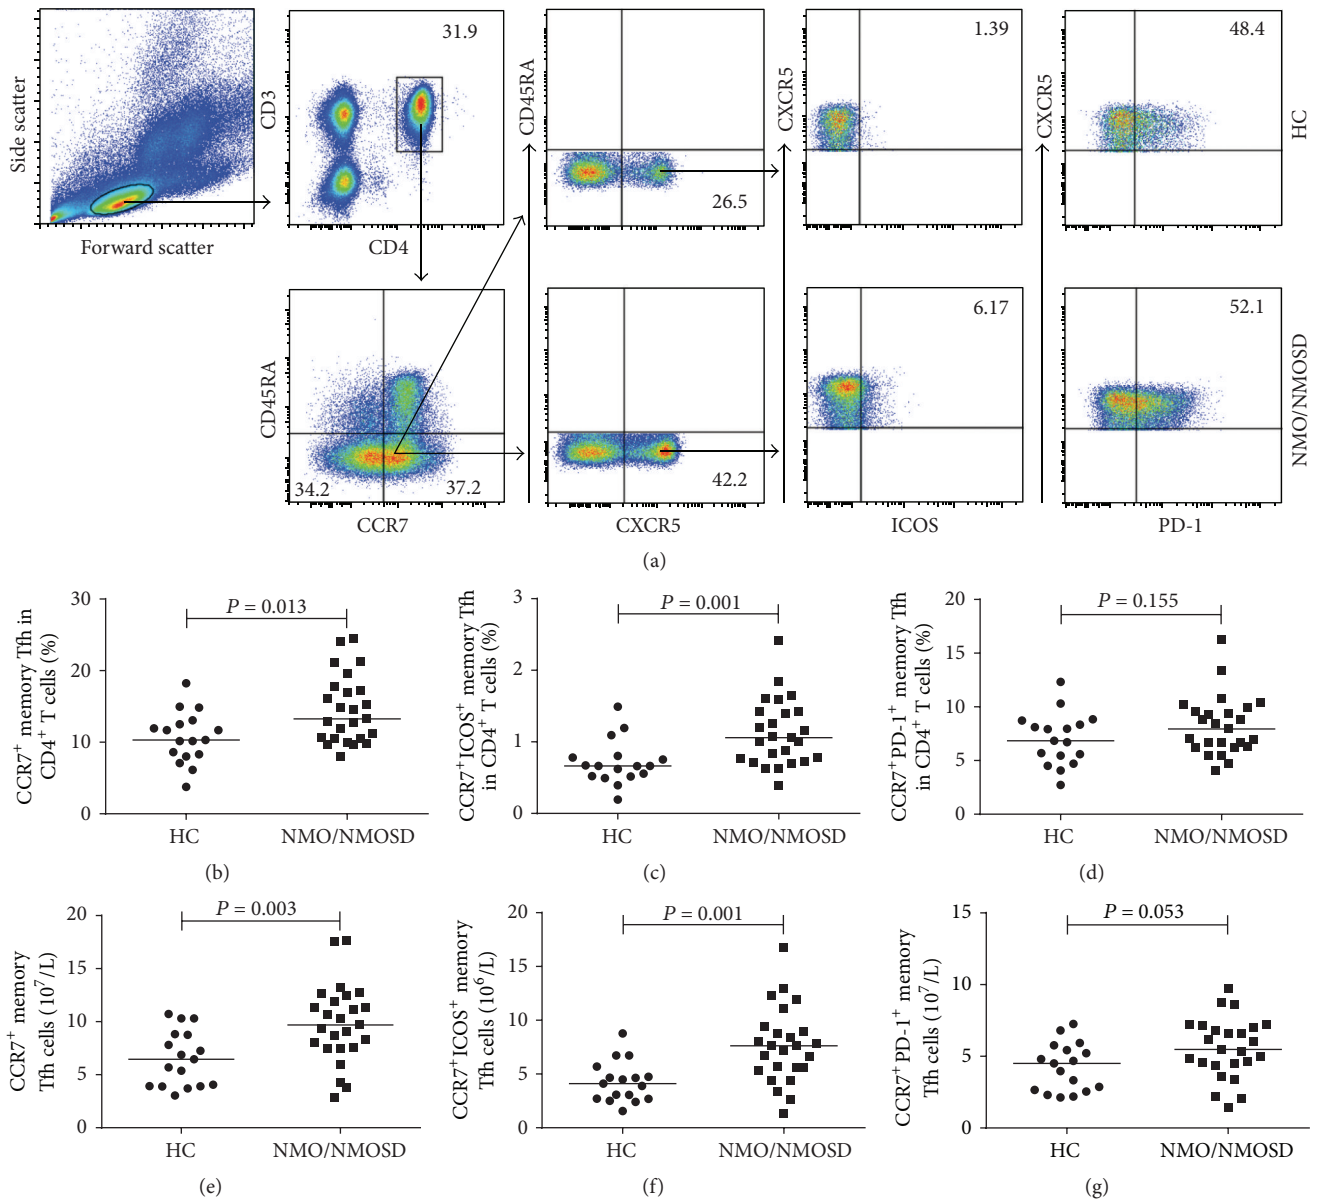 Side scatter
Forward scatter
CD3
31.9
CD4
CD45RA
26.5
CXCR5
1.39
CXCR5
48.4
HC
CD45RA
34.2
37.2
CCR7
42.2
CXCR5
6.17
ICOS
52.1
PD-1
NMO/NMOSD
(a)
CCR7+ memory Tfh in
CD4+ T cells (%)
30
20
10
0
P = 0.013
HC
NMO/NMOSD
(b)
CCR7+ICOS+ memory Tfh
in CD4+ T cells (%)
3
2
1
0
P = 0.001
HC
NMO/NMOSD
(c)
CCR7+PD-1+ memory Tfh
in CD4+ T cells (%)
20
15
10
5
0
P = 0.155
HC
NMO/NMOSD
(d)
CCR7+ memory
Tfh cells (10^7/L)
20
15
10
5
0
P = 0.003
HC
NMO/NMOSD
(e)
CCR7+ICOS+ memory
Tfh cells (10^6/L)
20
15
10
5
0
P = 0.001
HC
NMO/NMOSD
(f)
CCR7+PD-1+ memory
Tfh cells (10^7/L)
15
10
5
0
P = 0.053
HC
NMO/NMOSD
(g)